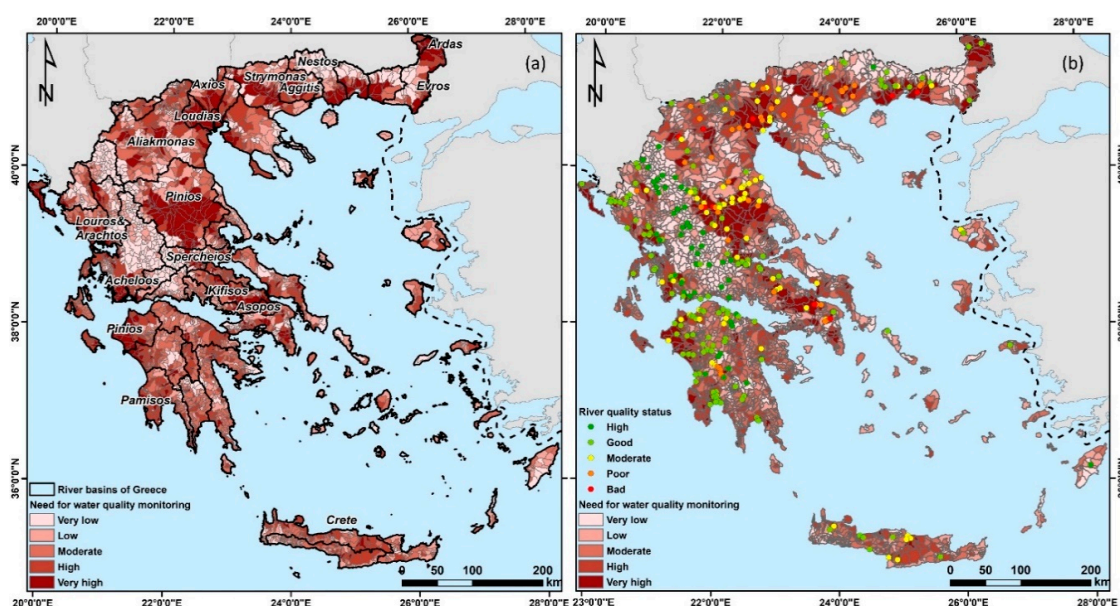 20°0'0"E 22°0'0"E 24°0'0"E 26°0'0"E 28°0'0"E
(a)
N
40°0'0"N
38°0'0"N
36°0'0"N
Ardas
Nestos
Strymonas
Aggitis
Evros
Axios
Loudias
Aliakmonas
Pinios
Louros&
Arachtos
Spercheios
Acheloos
Kifisos
Asopos
Pinios
Pamisos
Crete
River basins of Greece
Need for water quality monitoring
Very low
Low
Moderate
High
Very high
0 50 100 200
km
20°0'0"E 22°0'0"E 24°0'0"E 26°0'0"E
20°0'0"E 22°0'0"E 24°0'0"E 26°0'0"E 28°0'0"E
(b)
N
40°0'0"N
38°0'0"N
36°0'0"N
River quality status
High
Good
Moderate
Poor
Bad
Need for water quality monitoring
Very low
Low
Moderate
High
Very high
0 50 100 200
km
22°0'0"E 24°0'0"E 26°0'0"E 28°0'0"E